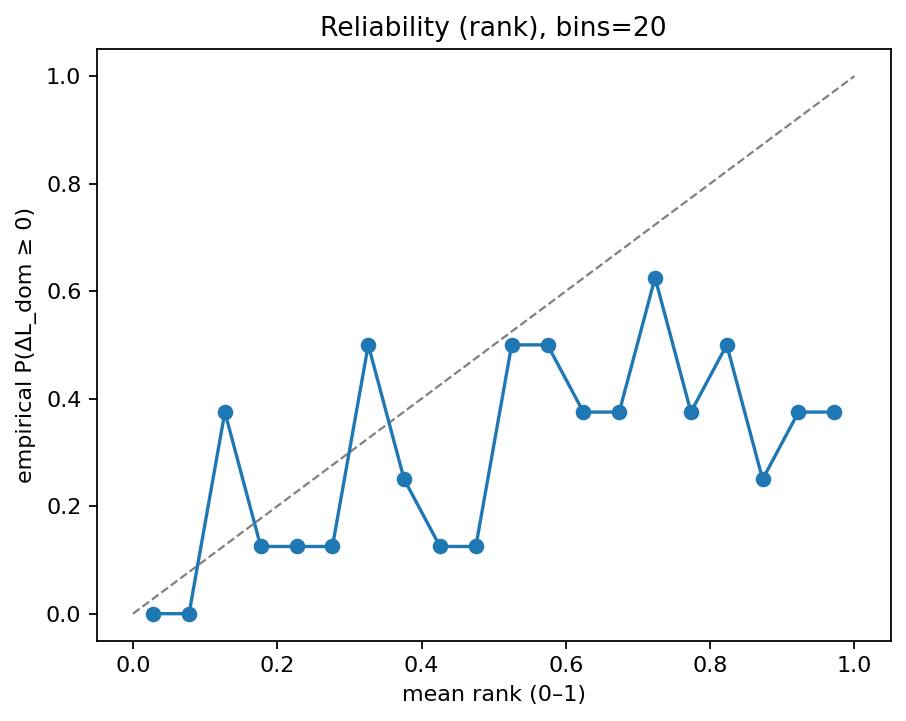 Reliability (rank), bins=20
1.0
0.8
0.6
0.4
0.2
0.0
empirical P(ΔL_dom ≥ 0)
0.0 0.2 0.4 0.6 0.8 1.0
mean rank (0–1)